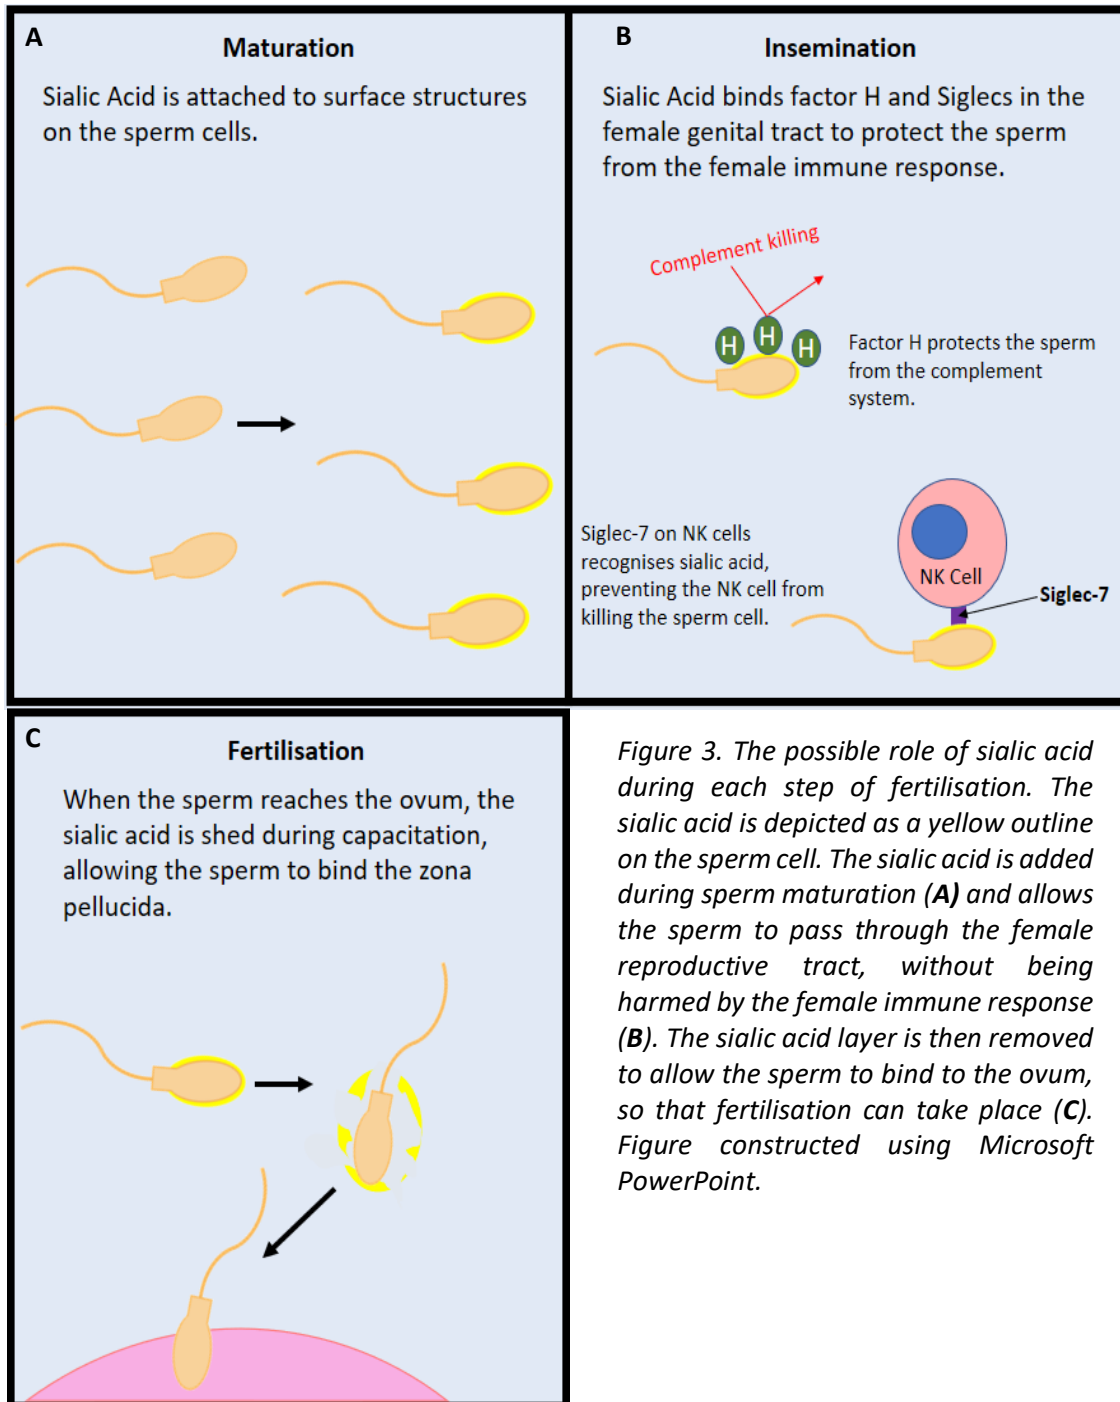 A
Maturation
Sialic Acid is attached to surface structures
on the sperm cells.
B
Insemination
Sialic Acid binds factor H and Siglecs in the
female genital tract to protect the sperm
from the female immune response.
Complement killing
H H H
Factor H protects the sperm
from the complement
system.
Siglec-7 on NK cells
recognises sialic acid,
preventing the NK cell from
killing the sperm cell.
NK Cell
Siglec-7
C
Fertilisation
When the sperm reaches the ovum, the
sialic acid is shed during capacitation,
allowing the sperm to bind the zona
pellucida.
Figure 3. The possible role of sialic acid
during each step of fertilisation. The
sialic acid is depicted as a yellow outline
on the sperm cell. The sialic acid is added
during sperm maturation (A) and allows
the sperm to pass through the female
reproductive tract, without being
harmed by the female immune response
(B). The sialic acid layer is then removed
to allow the sperm to bind to the ovum,
so that fertilisation can take place (C).
Figure constructed using Microsoft
PowerPoint.